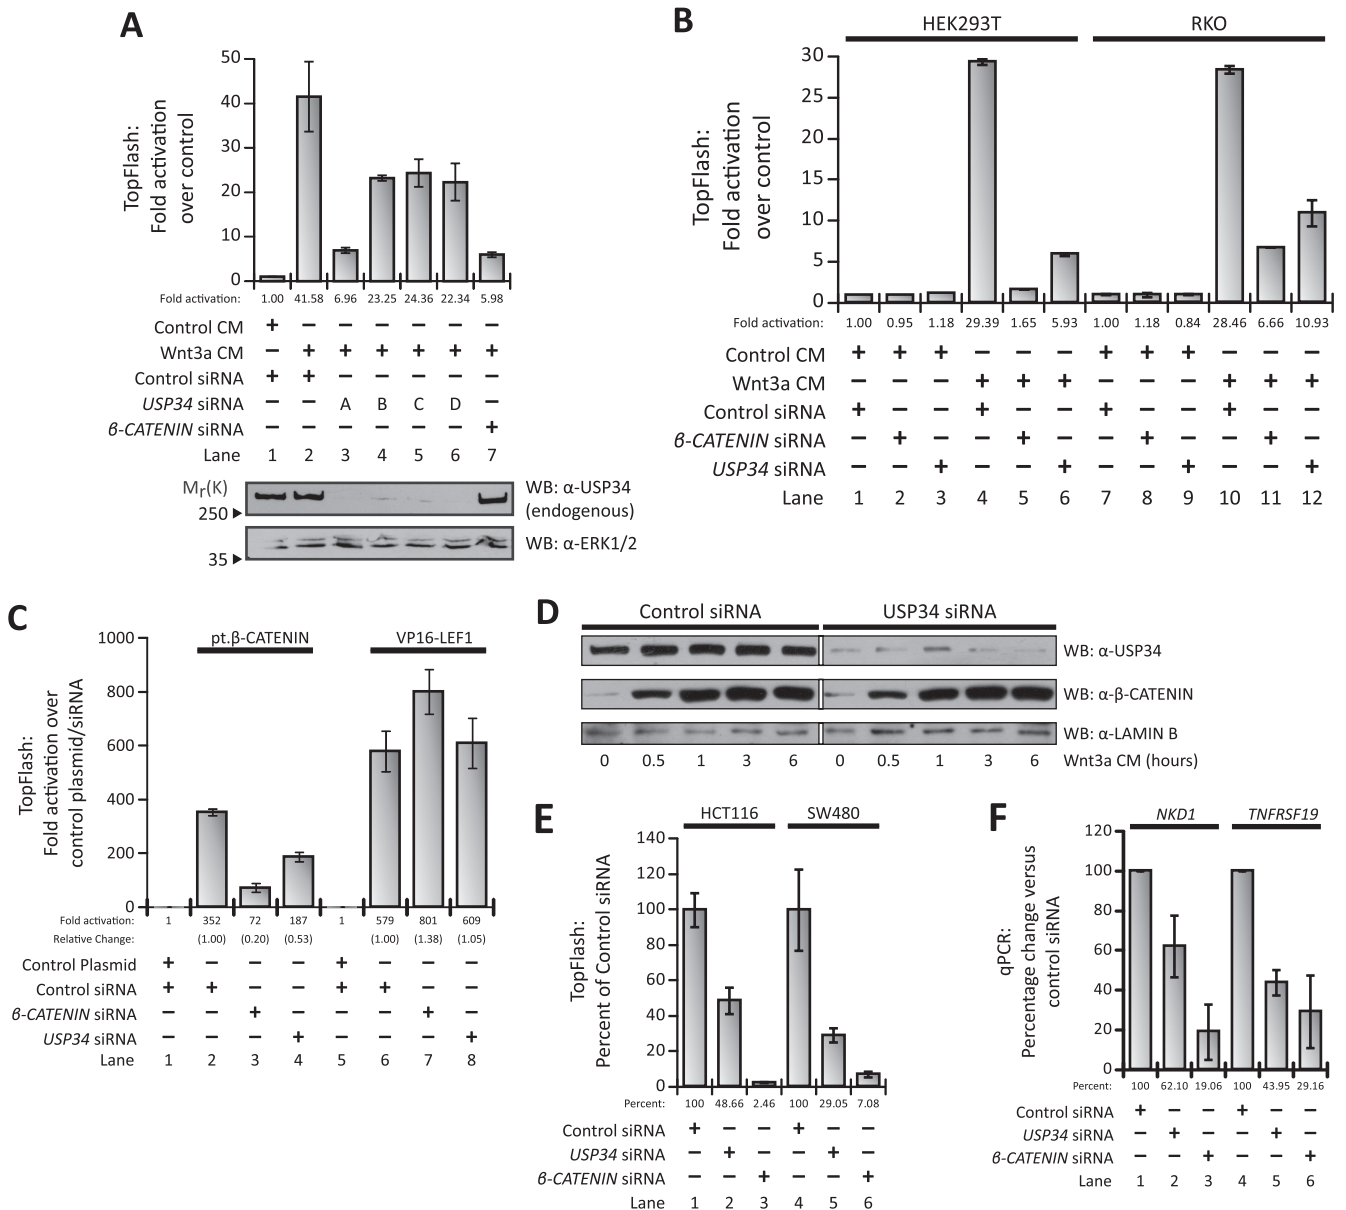 A
TopFlash:
Fold activation
over control
50
40
30
20
10
0
Fold activation: 1.00 41.58 6.96 23.25 24.36 22.34 5.98
Control CM + – – – – – –
Wnt3a CM – + + + + + +
Control siRNA + + – – – – –
USP34 siRNA – – A B C D –
β-CATENIN siRNA – – – – – – +
Lane 1 2 3 4 5 6 7
Mr(K)
250
WB: α-USP34
(endogenous)
35
WB: α-ERK1/2
B
HEK293T RKO
TopFlash:
Fold activation
over control
30
25
20
15
10
5
0
Fold activation: 1.00 0.95 1.18 29.39 1.65 5.93 1.00 1.18 0.84 28.46 6.66 10.93
Control CM + + + – – – + + + – – –
Wnt3a CM – – – + + + – – – + + +
Control siRNA + – – + – – + – – + – –
β-CATENIN siRNA – + – – + – – + – – + –
USP34 siRNA – – + – – + – – + – – +
Lane 1 2 3 4 5 6 7 8 9 10 11 12
C
pt.β-CATENIN VP16-LEF1
TopFlash:
Fold activation over
control plasmid/siRNA
1000
800
600
400
200
0
Fold activation: 1 352 72 187 1 579 801 609
Relative Change: (1.00) (0.20) (0.53) (1.00) (1.38) (1.05)
Control Plasmid + – – – + – – –
Control siRNA + + – – + + – –
β-CATENIN siRNA – – + – – – + –
USP34 siRNA – – – + – – – +
Lane 1 2 3 4 5 6 7 8
D
Control siRNA USP34 siRNA
WB: α-USP34
WB: α-β-CATENIN
WB: α-LAMIN B
0 0.5 1 3 6 0 0.5 1 3 6 Wnt3a CM (hours)
E
HCT116 SW480
TopFlash:
Percent of Control siRNA
140
120
100
80
60
40
20
0
Percent: 100 48.66 2.46 100 29.05 7.08
Control siRNA + – – + – –
USP34 siRNA – + – – + –
β-CATENIN siRNA – – + – – +
Lane 1 2 3 4 5 6
F
NKD1 TNFRSF19
qPCR:
Percentage change versus
control siRNA
120
100
80
60
40
20
0
Percent: 100 62.10 19.06 100 43.95 29.16
Control siRNA + – – + – –
USP34 siRNA – + – – + –
β-CATENIN siRNA – – + – – +
Lane 1 2 3 4 5 6